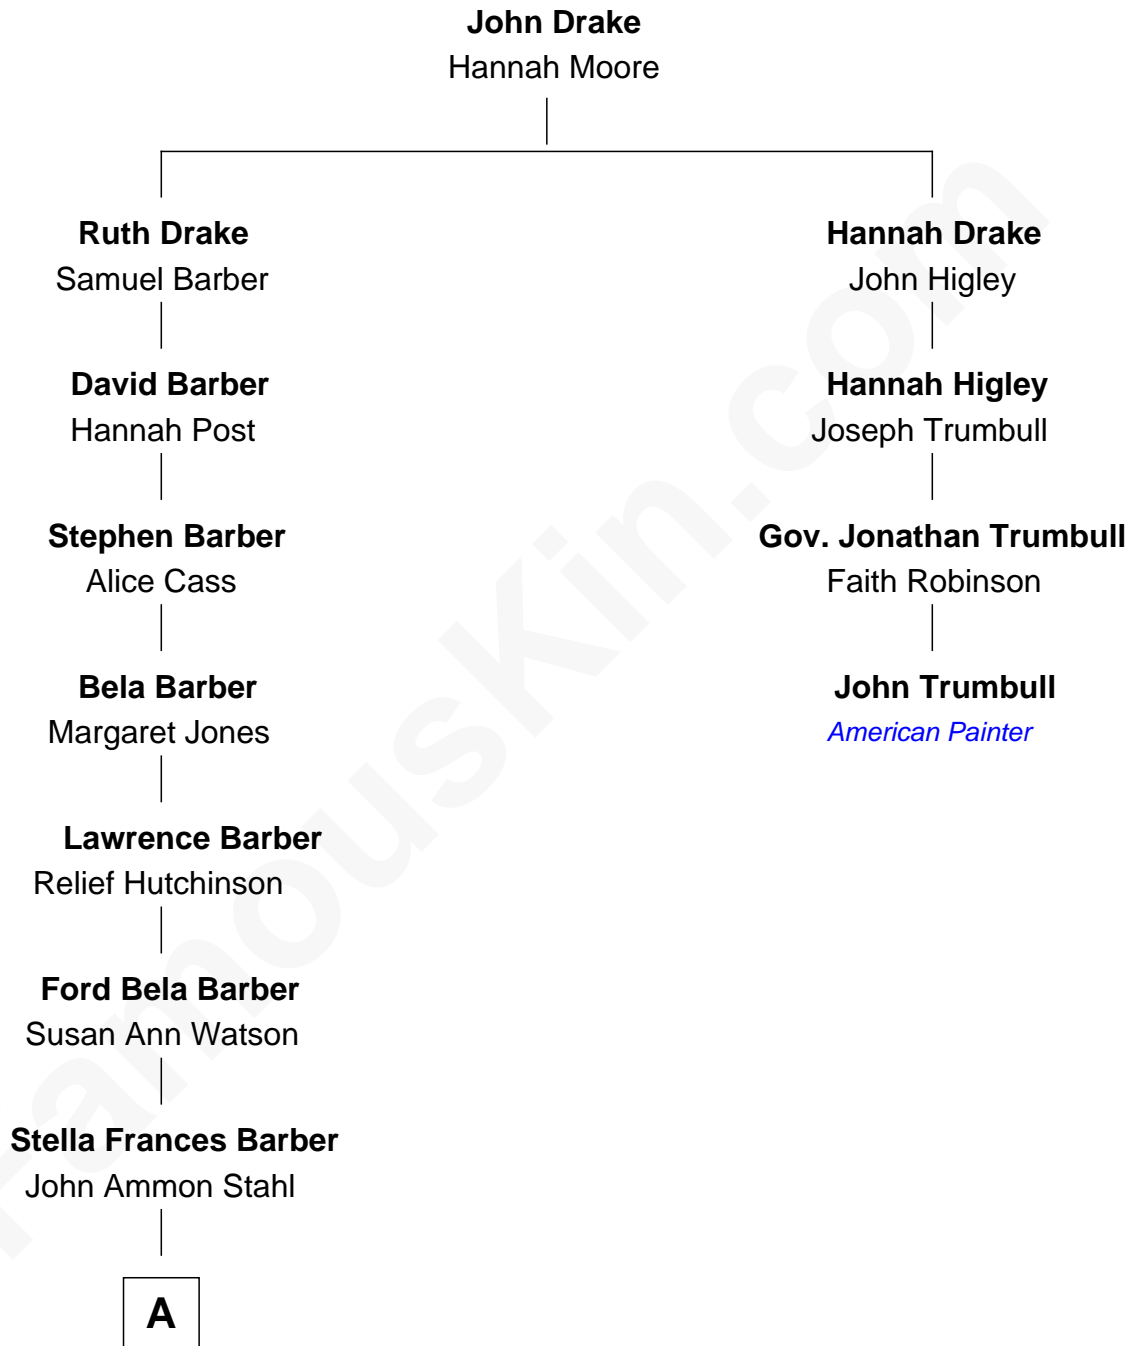 John Drake
Hannah Moore
Ruth Drake
Samuel Barber
Hannah Drake
John Higley
David Barber
Hannah Post
Hannah Higley
Joseph Trumbull
Stephen Barber
Alice Cass
Gov. Jonathan Trumbull
Faith Robinson
Bela Barber
Margaret Jones
John Trumbull
American Painter
Lawrence Barber
Relief Hutchinson
Ford Bela Barber
Susan Ann Watson
Stella Frances Barber
John Ammon Stahl
A
FamousKin.com